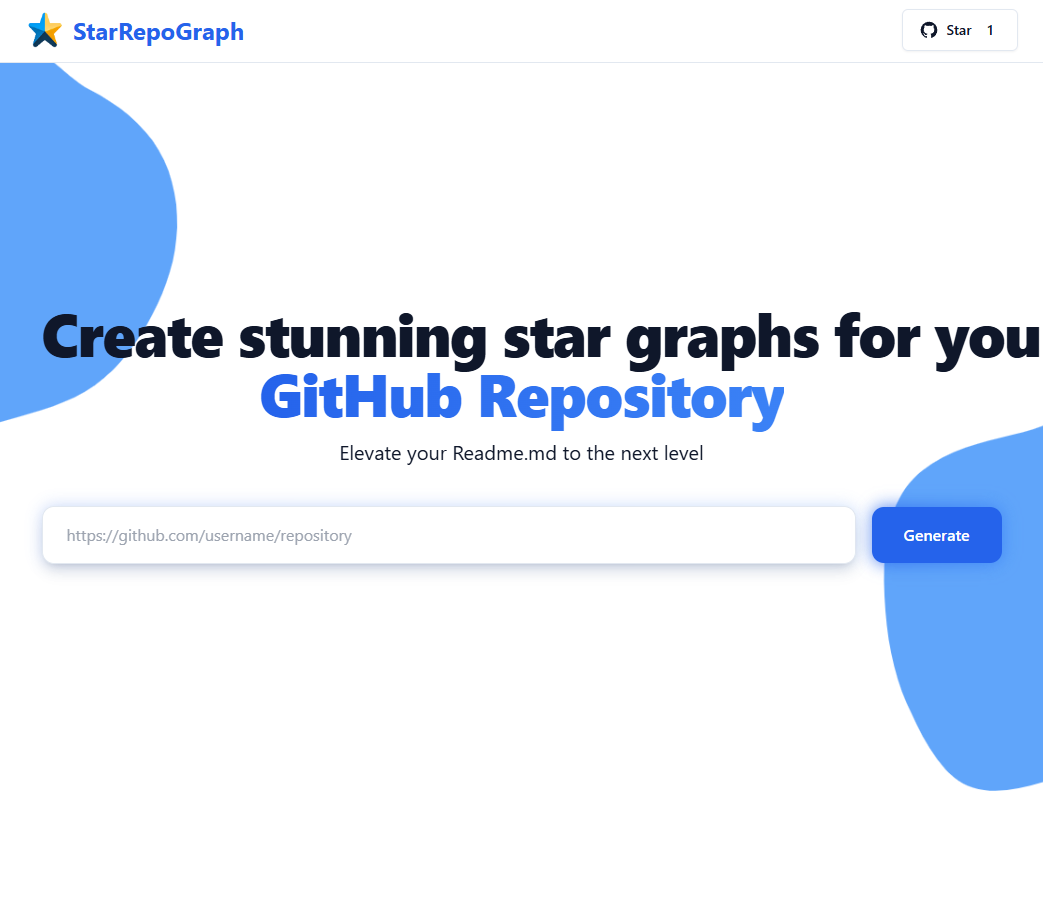 StarRepoGraph
Star 1
Create stunning star graphs for you
GitHub Repository
Elevate your Readme.md to the next level
https://github.com/username/repository
Generate